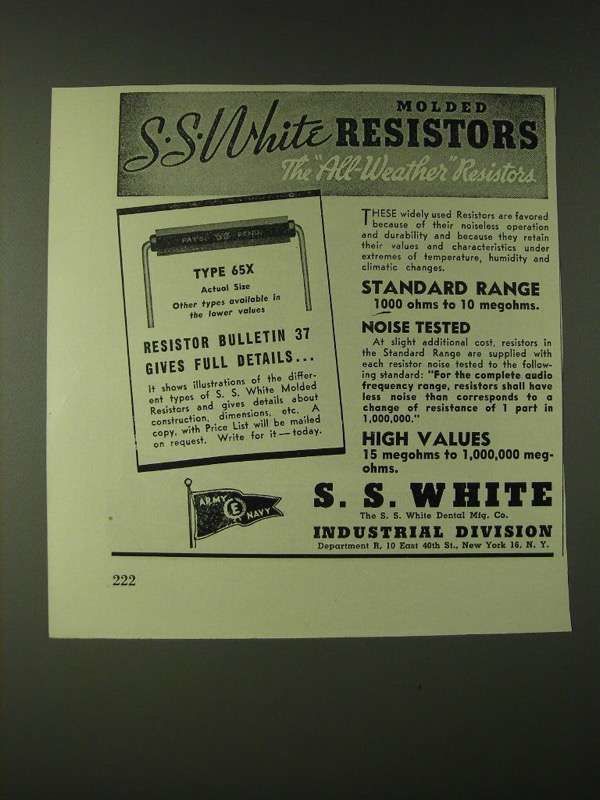 S.S. White
MOLDED
RESISTORS
The "All-Weather" Resistors
TYPE 65X
Actual Size
Other types available in
the lower values
RESISTOR BULLETIN 37
GIVES FULL DETAILS...
It shows illustrations of the differ-
ent types of S. S. White Molded
Resistors and gives details about
construction, dimensions, etc. A
copy, with Price List will be mailed
on request. Write for it—today.
THESE widely used Resistors are favored
because of their noiseless operation
and durability and because they retain
their values and characteristics under
extremes of temperature, humidity and
climatic changes.
STANDARD RANGE
1000 ohms to 10 megohms.
NOISE TESTED
At slight additional cost, resistors in
the Standard Range are supplied with
each resistor noise tested to the follow-
ing standard: "For the complete audio
frequency range, resistors shall have
less noise than corresponds to a
change of resistance of 1 part in
1,000,000."
HIGH VALUES
15 megohms to 1,000,000 meg-
ohms.
ARMY E NAVY
S. S. WHITE
The S. S. White Dental Mfg. Co.
INDUSTRIAL DIVISION
Department R, 10 East 40th St., New York 16, N. Y.
222